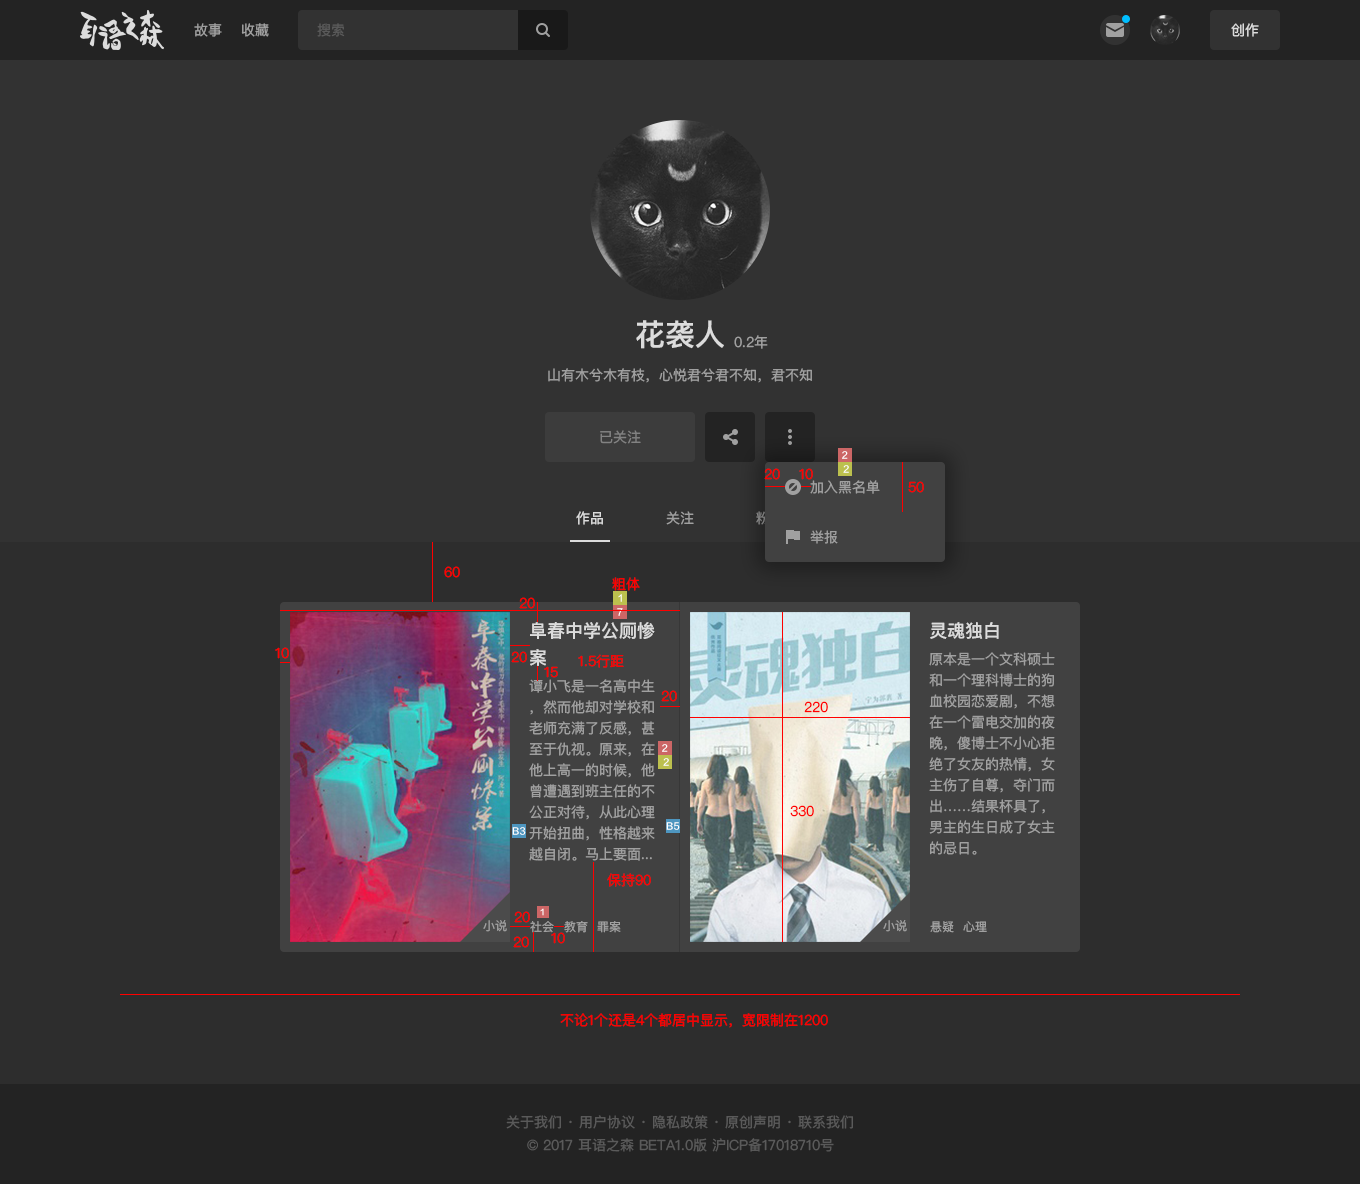 耳语之森
故事 收藏
搜索
创作
花袭人 0.2年
山有木兮木有枝，心悦君兮君不知，君不知
已关注
2
2
20 10
50
加入黑名单
举报
作品 关注 粉
60
粗体
1
7
20
10
20
15
1.5行距
20
阜春中学公厕惨
案
谭小飞是一名高中生
，然而他却对学校和
老师充满了反感，甚
至于仇视。原来，在
他上高一的时候，他
曾遭遇到班主任的不
公正对待，从此心理
开始扭曲，性格越来
越自闭。马上要面...
2
2
B3
B5
保持90
1
20
20
10
社会 教育 罪案
阜春中学公厕惨案
小说
灵魂独白
220
330
小说
灵魂独白
原本是一个文科硕士
和一个理科博士的狗
血校园恋爱剧，不想
在一个雷电交加的夜
晚，傻博士不小心拒
绝了女友的热情，女
主伤了自尊，夺门而
出......结果杯具了，
男主的生日成了女主
的忌日。
悬疑 心理
不论1个还是4个都居中显示，宽限制在1200
关于我们 · 用户协议 · 隐私政策 · 原创声明 · 联系我们
© 2017 耳语之森 BETA1.0版 沪ICP备17018710号